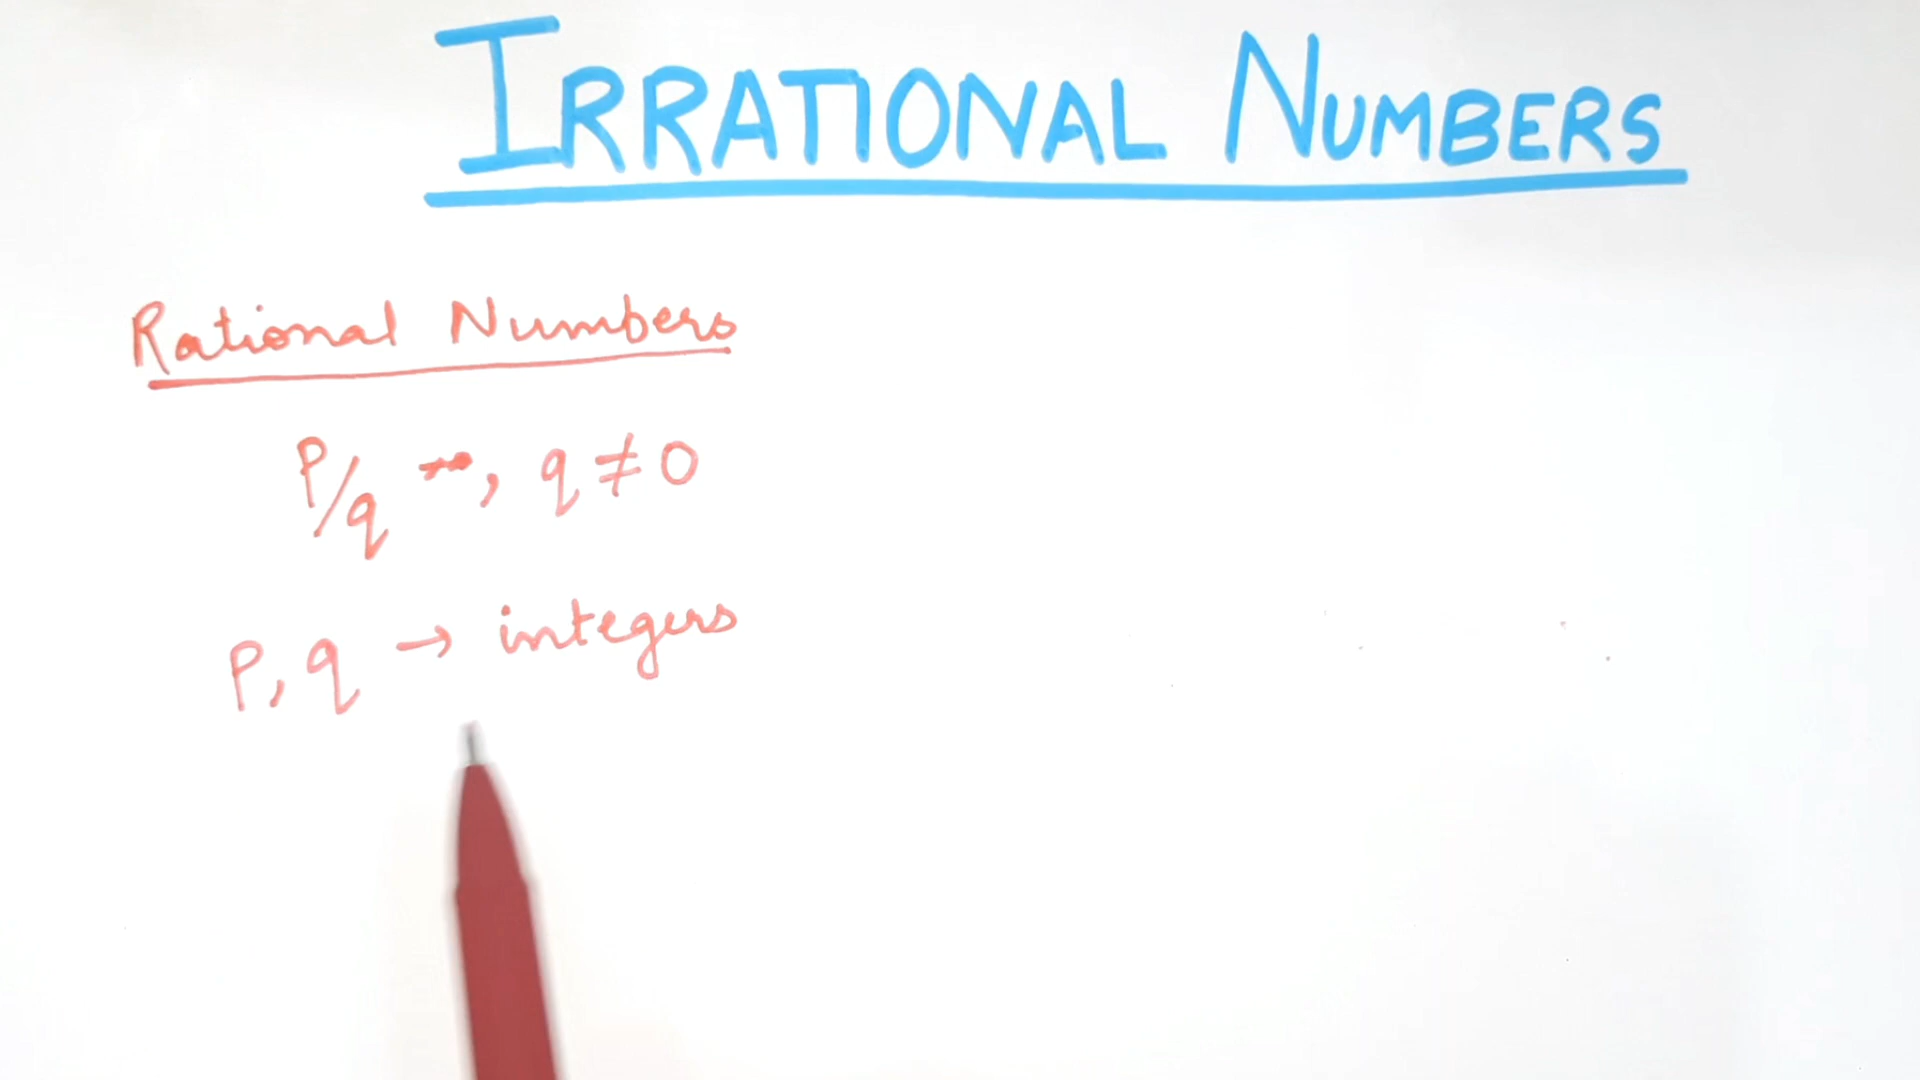 IRRATIONAL NUMBERS
Rational Numbers
P/q , q ≠ 0
P, q → integers